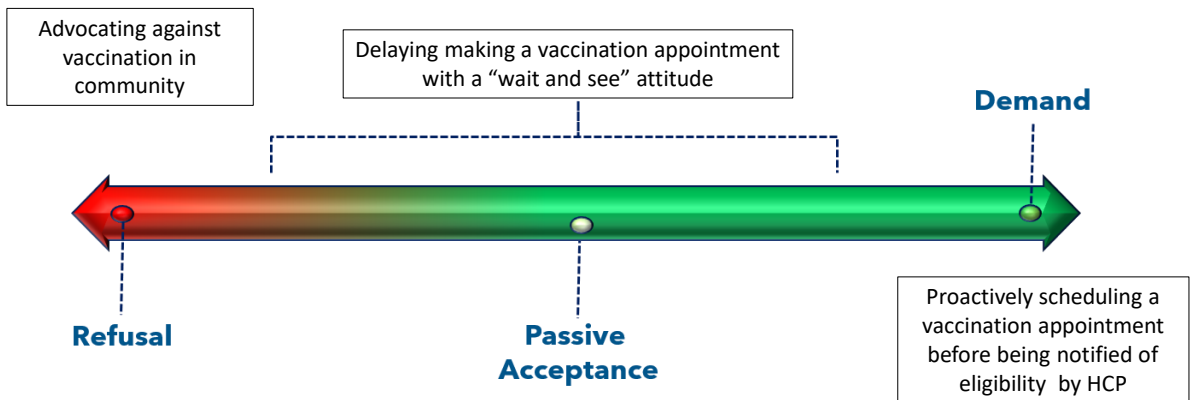 Advocating against
vaccination in
community
Delaying making a vaccination appointment
with a “wait and see” attitude
Demand
Refusal
Passive
Acceptance
Proactively scheduling a
vaccination appointment
before being notified of
eligibility by HCP